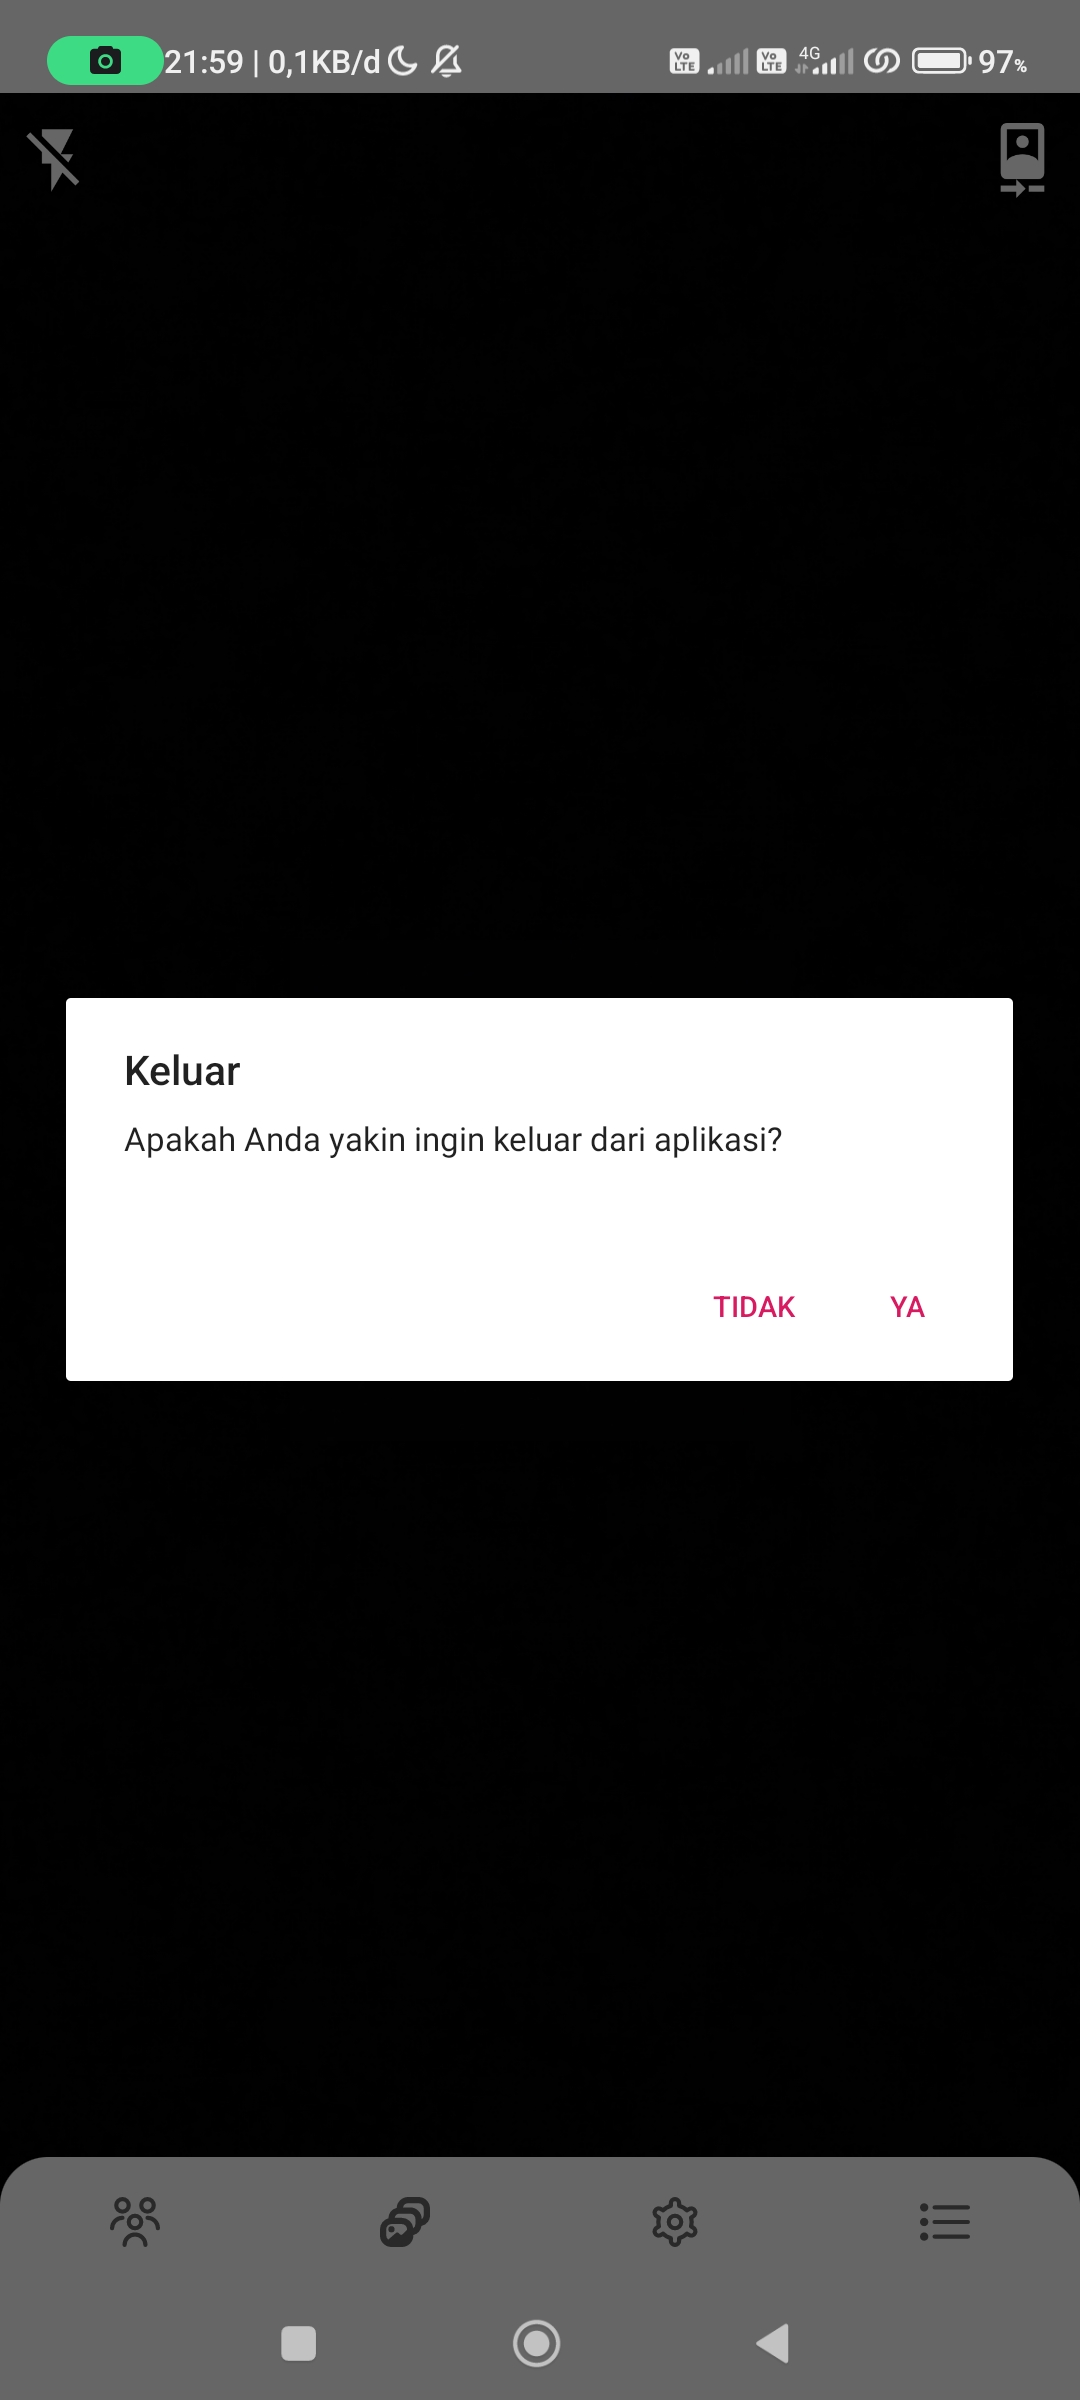 21:59 | 0,1KB/d Vo LTE Vo LTE 4G 97%
Keluar
Apakah Anda yakin ingin keluar dari aplikasi?
TIDAK YA